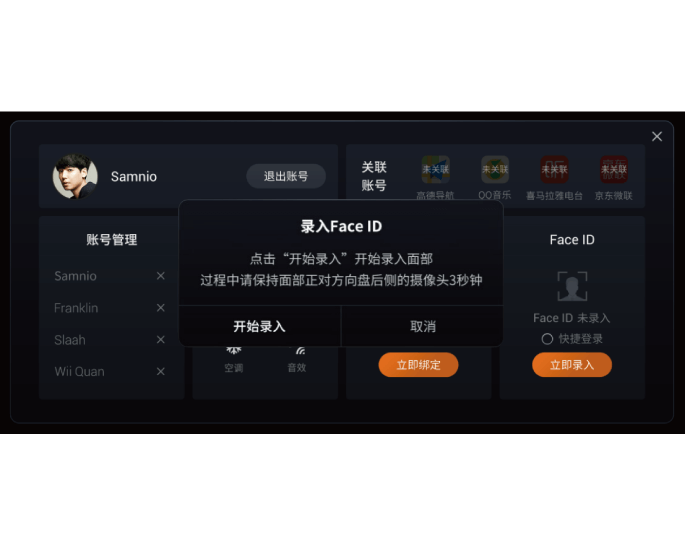 Samnio
退出账号
关联
账号
未关联
未关联
未关联
未关联
高德导航
QQ音乐
喜马拉雅电台
京东微联
账号管理
Samnio
Franklin
Slaah
Wii Quan
录入Face ID
点击“开始录入”开始录入面部
过程中请保持面部正对方向盘后侧的摄像头3秒钟
开始录入
取消
空调
音效
立即绑定
Face ID
Face ID 未录入
快捷登录
立即录入